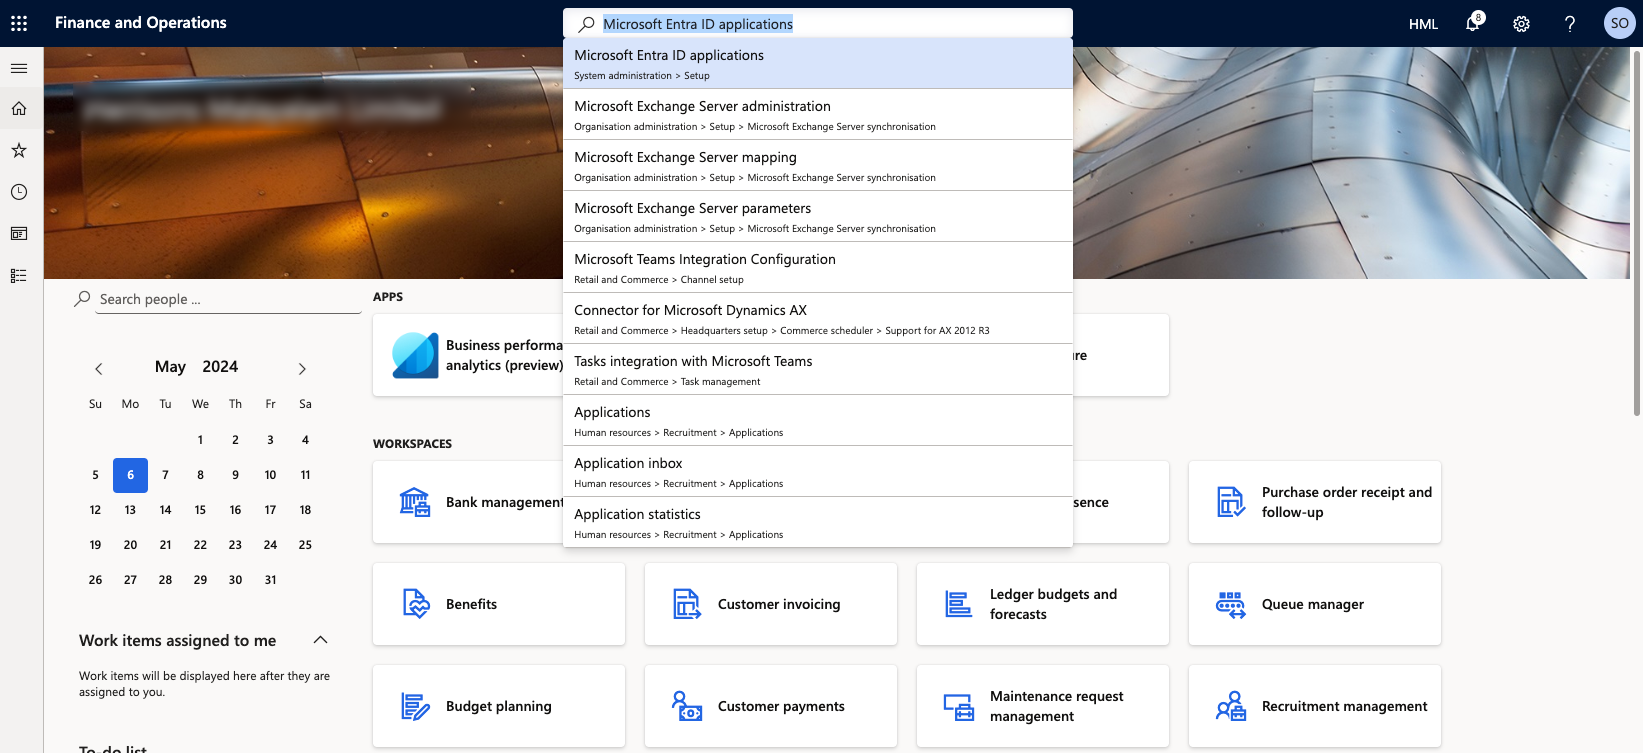 Finance and Operations
Microsoft Entra ID applications
HML
8
SO
Microsoft Entra ID applications
System administration > Setup
Microsoft Exchange Server administration
Organisation administration > Setup > Microsoft Exchange Server synchronisation
Microsoft Exchange Server mapping
Organisation administration > Setup > Microsoft Exchange Server synchronisation
Microsoft Exchange Server parameters
Organisation administration > Setup > Microsoft Exchange Server synchronisation
Microsoft Teams Integration Configuration
Retail and Commerce > Channel setup
Connector for Microsoft Dynamics AX
Retail and Commerce > Headquarters setup > Commerce scheduler > Support for AX 2012 R3
Tasks integration with Microsoft Teams
Retail and Commerce > Task management
Applications
Human resources > Recruitment > Applications
Application inbox
Human resources > Recruitment > Applications
Application statistics
Human resources > Recruitment > Applications
Search people ...
May 2024
Su Mo Tu We Th Fr Sa
1 2 3 4
5 6 7 8 9 10 11
12 13 14 15 16 17 18
19 20 21 22 23 24 25
26 27 28 29 30 31
Work items assigned to me
Work items will be displayed here after they are
assigned to you.
To-do list
APPS
Business performa
analytics (preview)
re
WORKSPACES
Bank management
sence
Purchase order receipt and
follow-up
Benefits
Customer invoicing
Ledger budgets and
forecasts
Queue manager
Budget planning
Customer payments
Maintenance request
management
Recruitment management